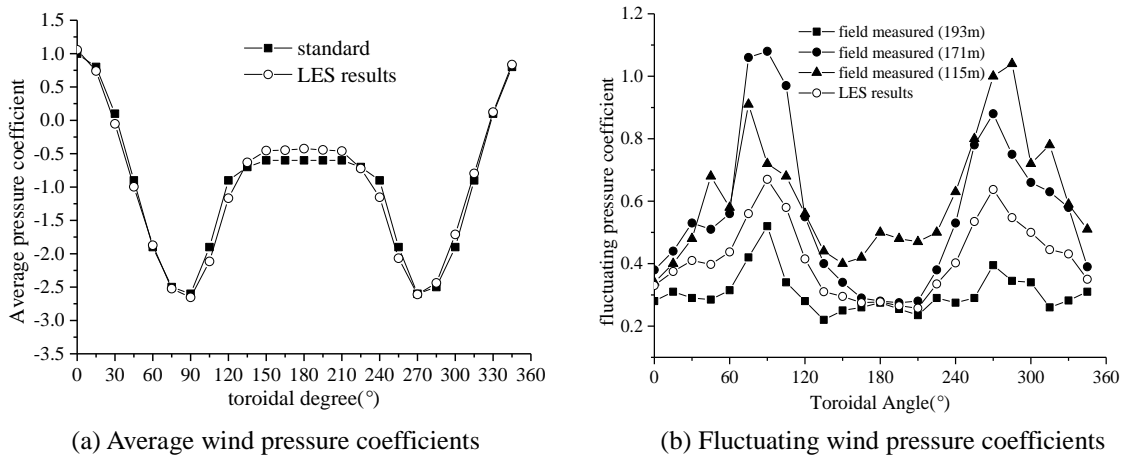 standard
LES results
1.5
1.0
0.5
0.0
-0.5
-1.0
-1.5
-2.0
-2.5
-3.0
-3.5
Average pressure coefficient
0 30 60 90 120 150 180 210 240 270 300 330 360
toroidal degree(°)
(a) Average wind pressure coefficients
field measured (193m)
field measured (171m)
field measured (115m)
LES results
1.2
1.0
0.8
0.6
0.4
0.2
fluctuating pressure coefficient
0 60 120 180 240 300 360
Toroidal Angle(°)
(b) Fluctuating wind pressure coefficients